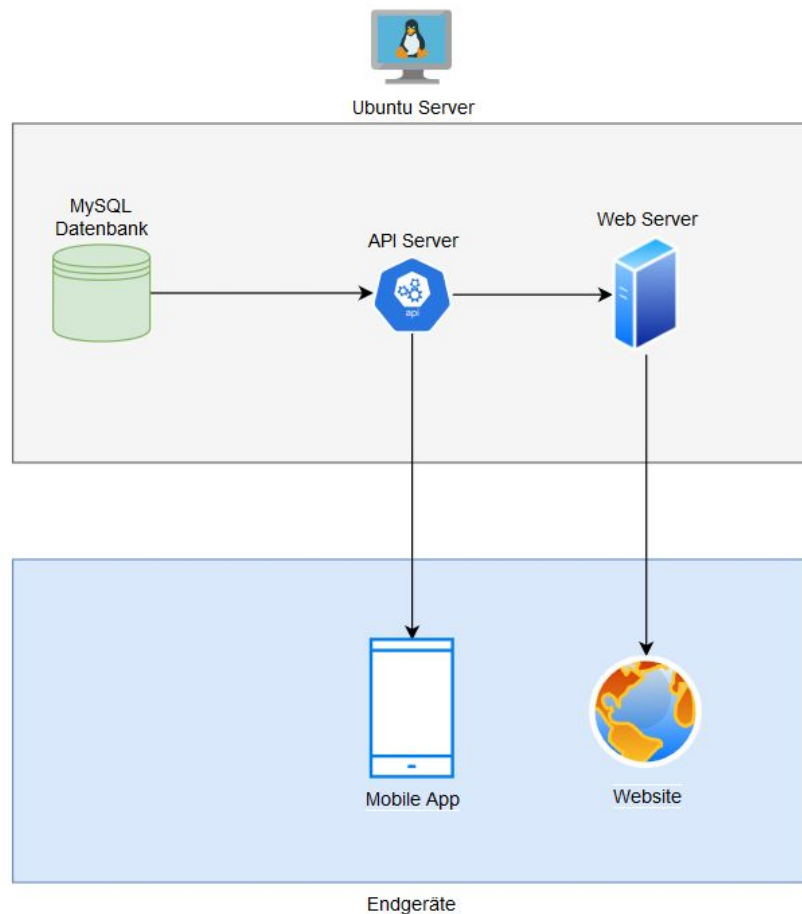 Ubuntu Server
MySQL
Datenbank
API Server
Web Server
api
Mobile App
Website
Endgeräte